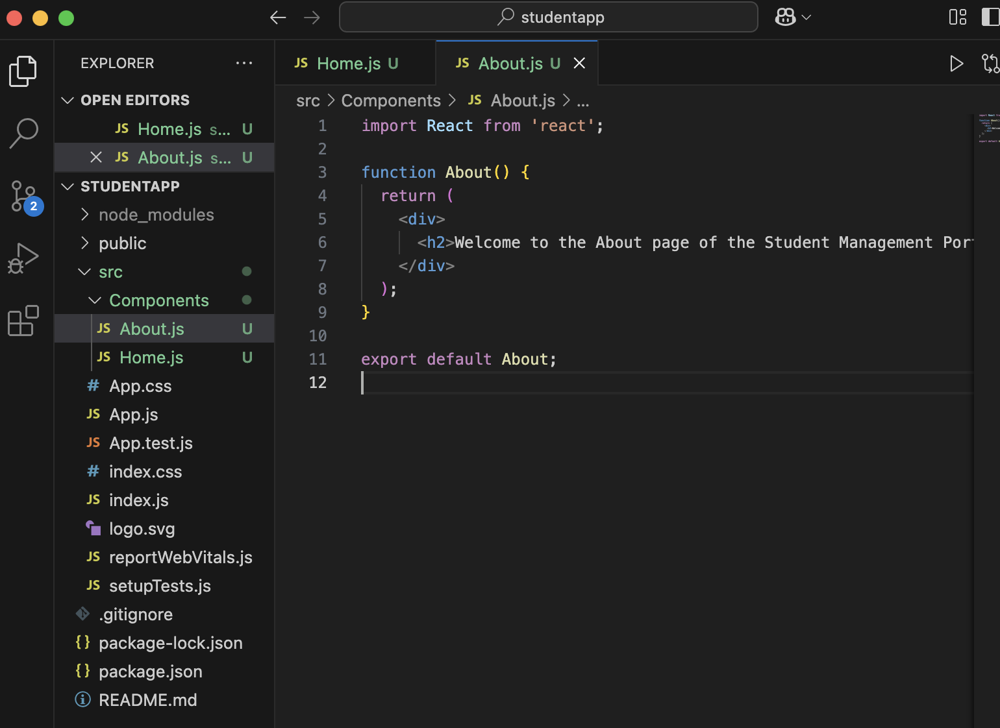 studentapp
EXPLORER
OPEN EDITORS
JS Home.js s... U
JS About.js s... U
STUDENTAPP
node_modules
public
src
Components
JS About.js U
JS Home.js U
# App.css
JS App.js
JS App.test.js
# index.css
JS index.js
logo.svg
JS reportWebVitals.js
JS setupTests.js
.gitignore
{} package-lock.json
{} package.json
README.md
2
JS Home.js U
JS About.js U
src > Components > JS About.js > ...
1 import React from 'react';
2
3 function About() {
4 return (
5 <div>
6 <h2>Welcome to the About page of the Student Management Por
7 </div>
8 );
9 }
10
11 export default About;
12